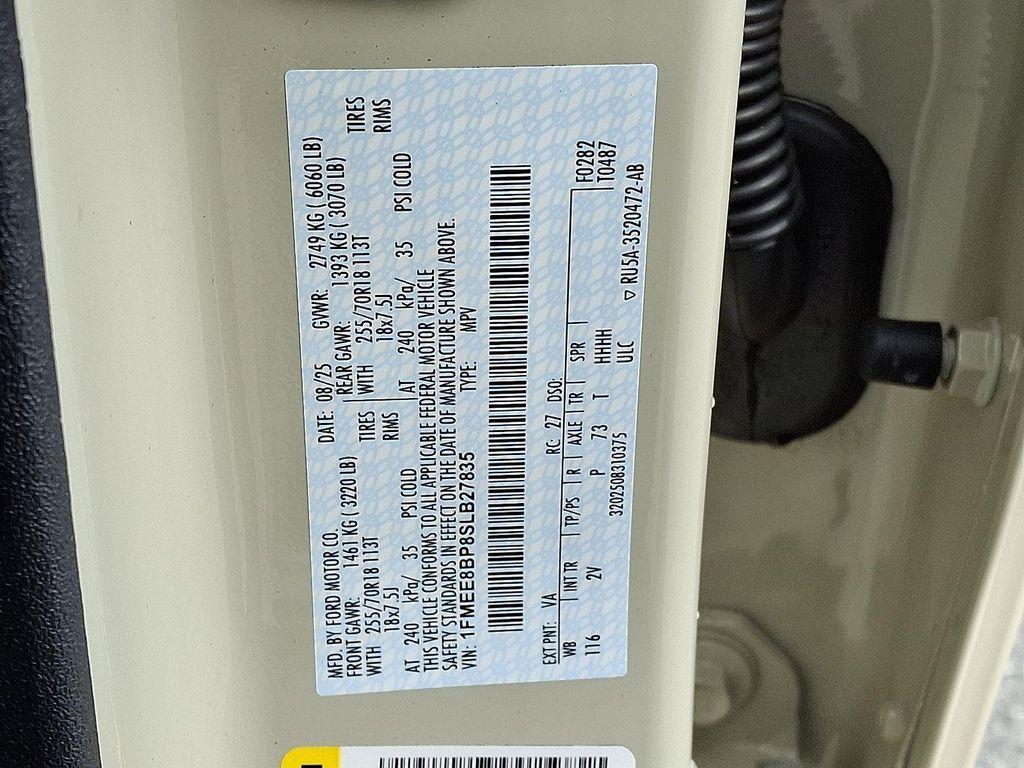 MFD. BY FORD MOTOR CO.
DATE: 08/25 GVWR: 2749 KG ( 6060 LB)
FRONT GAWR: 1461 KG ( 3220 LB)
REAR GAWR: 1393 KG ( 3070 LB)
WITH 255/70R18 113T TIRES
WITH 255/70R18 113T TIRES
18x7.5J RIMS
18x7.5J RIMS
AT 240 kPa/ 35 PSI COLD
AT 240 kPa/ 35 PSI COLD
THIS VEHICLE CONFORMS TO ALL APPLICABLE FEDERAL MOTOR VEHICLE
SAFETY STANDARDS IN EFFECT ON THE DATE OF MANUFACTURE SHOWN ABOVE.
VIN: 1FMEE8BP8SLB27835 TYPE: MPV
EXT PNT: VA RC: 27 DSO: F0282
WB INT TR TP/PS R AXLE TR SPR T0487
116 2V P 73 T HHHH
ULC
3202508310375
▽ RU5A-3520472-AB